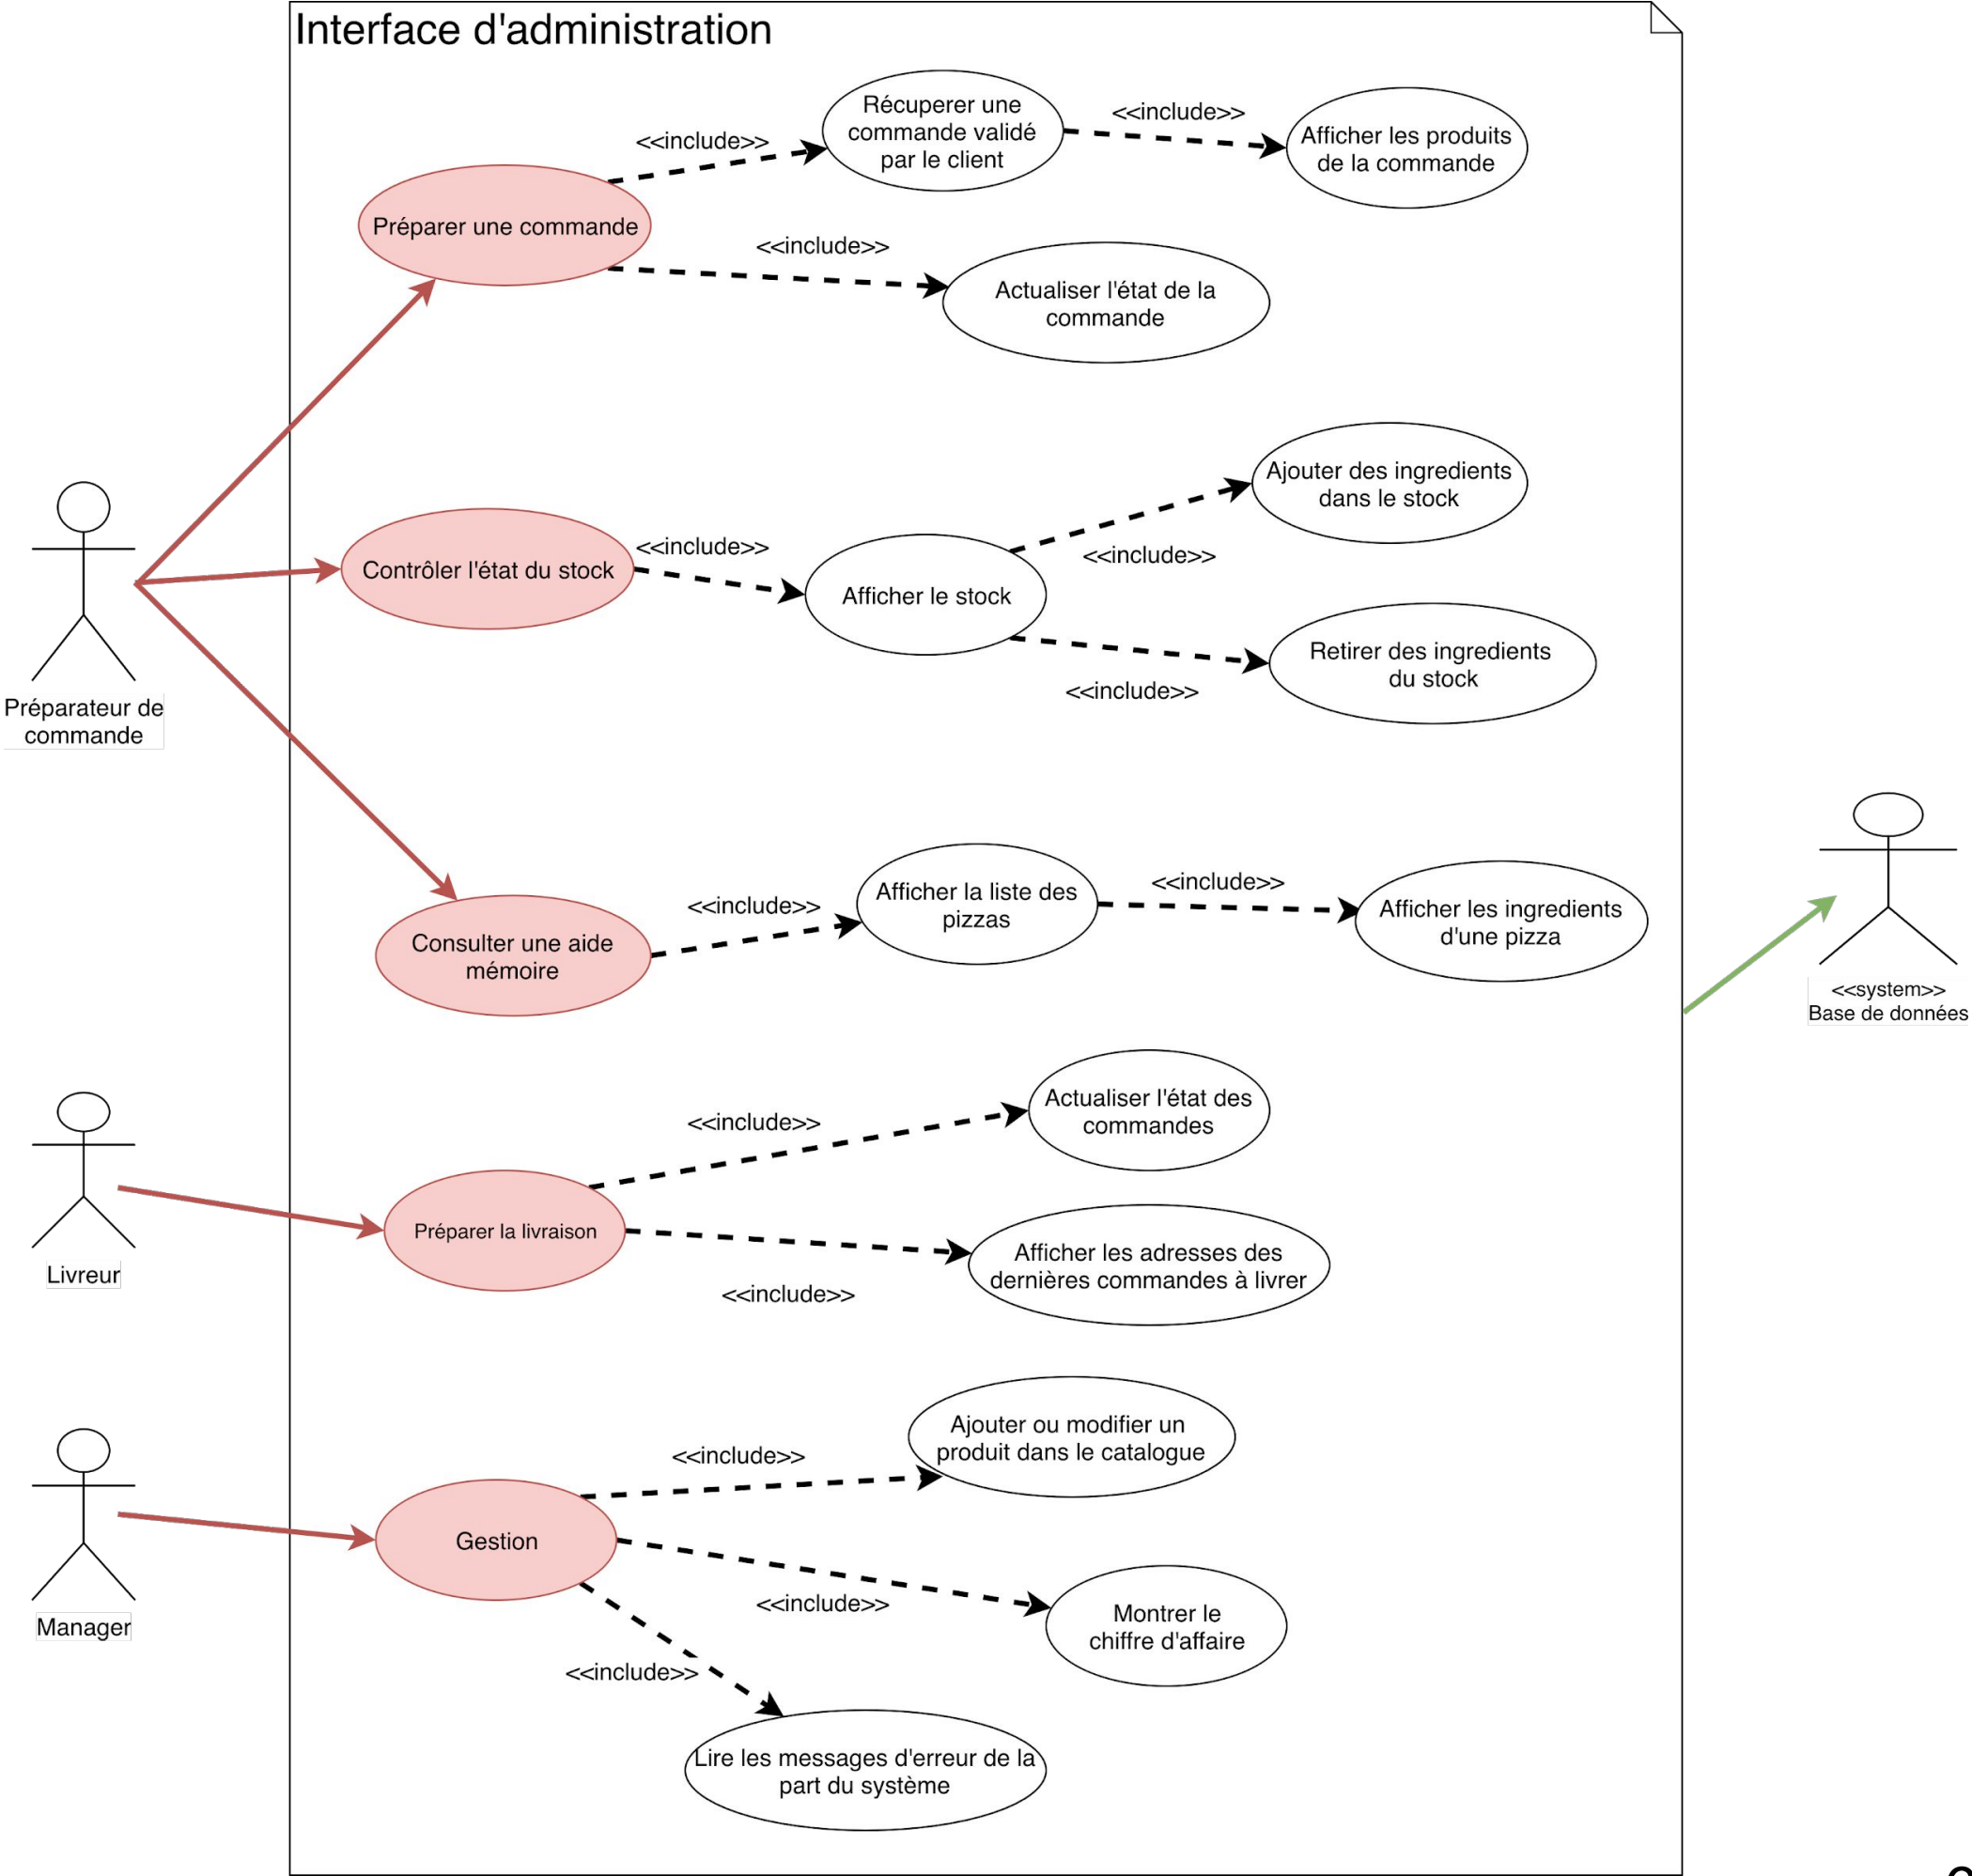 Interface d'administration
<<include>>
Récuperer une
commande validé
par le client
<<include>>
Afficher les produits
de la commande
Préparer une commande
<<include>>
Actualiser l'état de la
commande
Préparateur de
commande
Contrôler l'état du stock
<<include>>
Afficher le stock
<<include>>
Ajouter des ingredients
dans le stock
<<include>>
Retirer des ingredients
du stock
Consulter une aide
mémoire
<<include>>
Afficher la liste des
pizzas
<<include>>
Afficher les ingredients
d'une pizza
<<system>>
Base de données
Livreur
Préparer la livraison
<<include>>
Actualiser l'état des
commandes
<<include>>
Afficher les adresses des
dernières commandes à livrer
Manager
Gestion
<<include>>
Ajouter ou modifier un
produit dans le catalogue
<<include>>
Montrer le
chiffre d'affaire
<<include>>
Lire les messages d'erreur de la
part du système